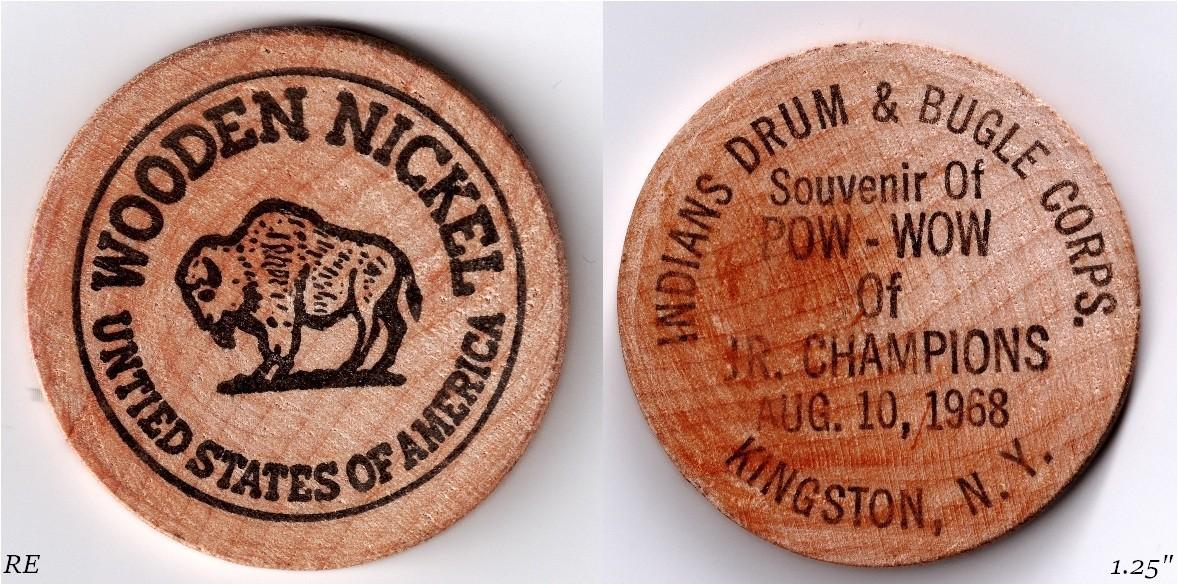 WOODEN NICKEL
UNTIED STATES OF AMERICA
INDIANS DRUM & BUGLE CORPS.
Souvenir Of
POW - WOW
Of
JR. CHAMPIONS
AUG. 10, 1968
KINGSTON, N. Y.
RE
1.25"